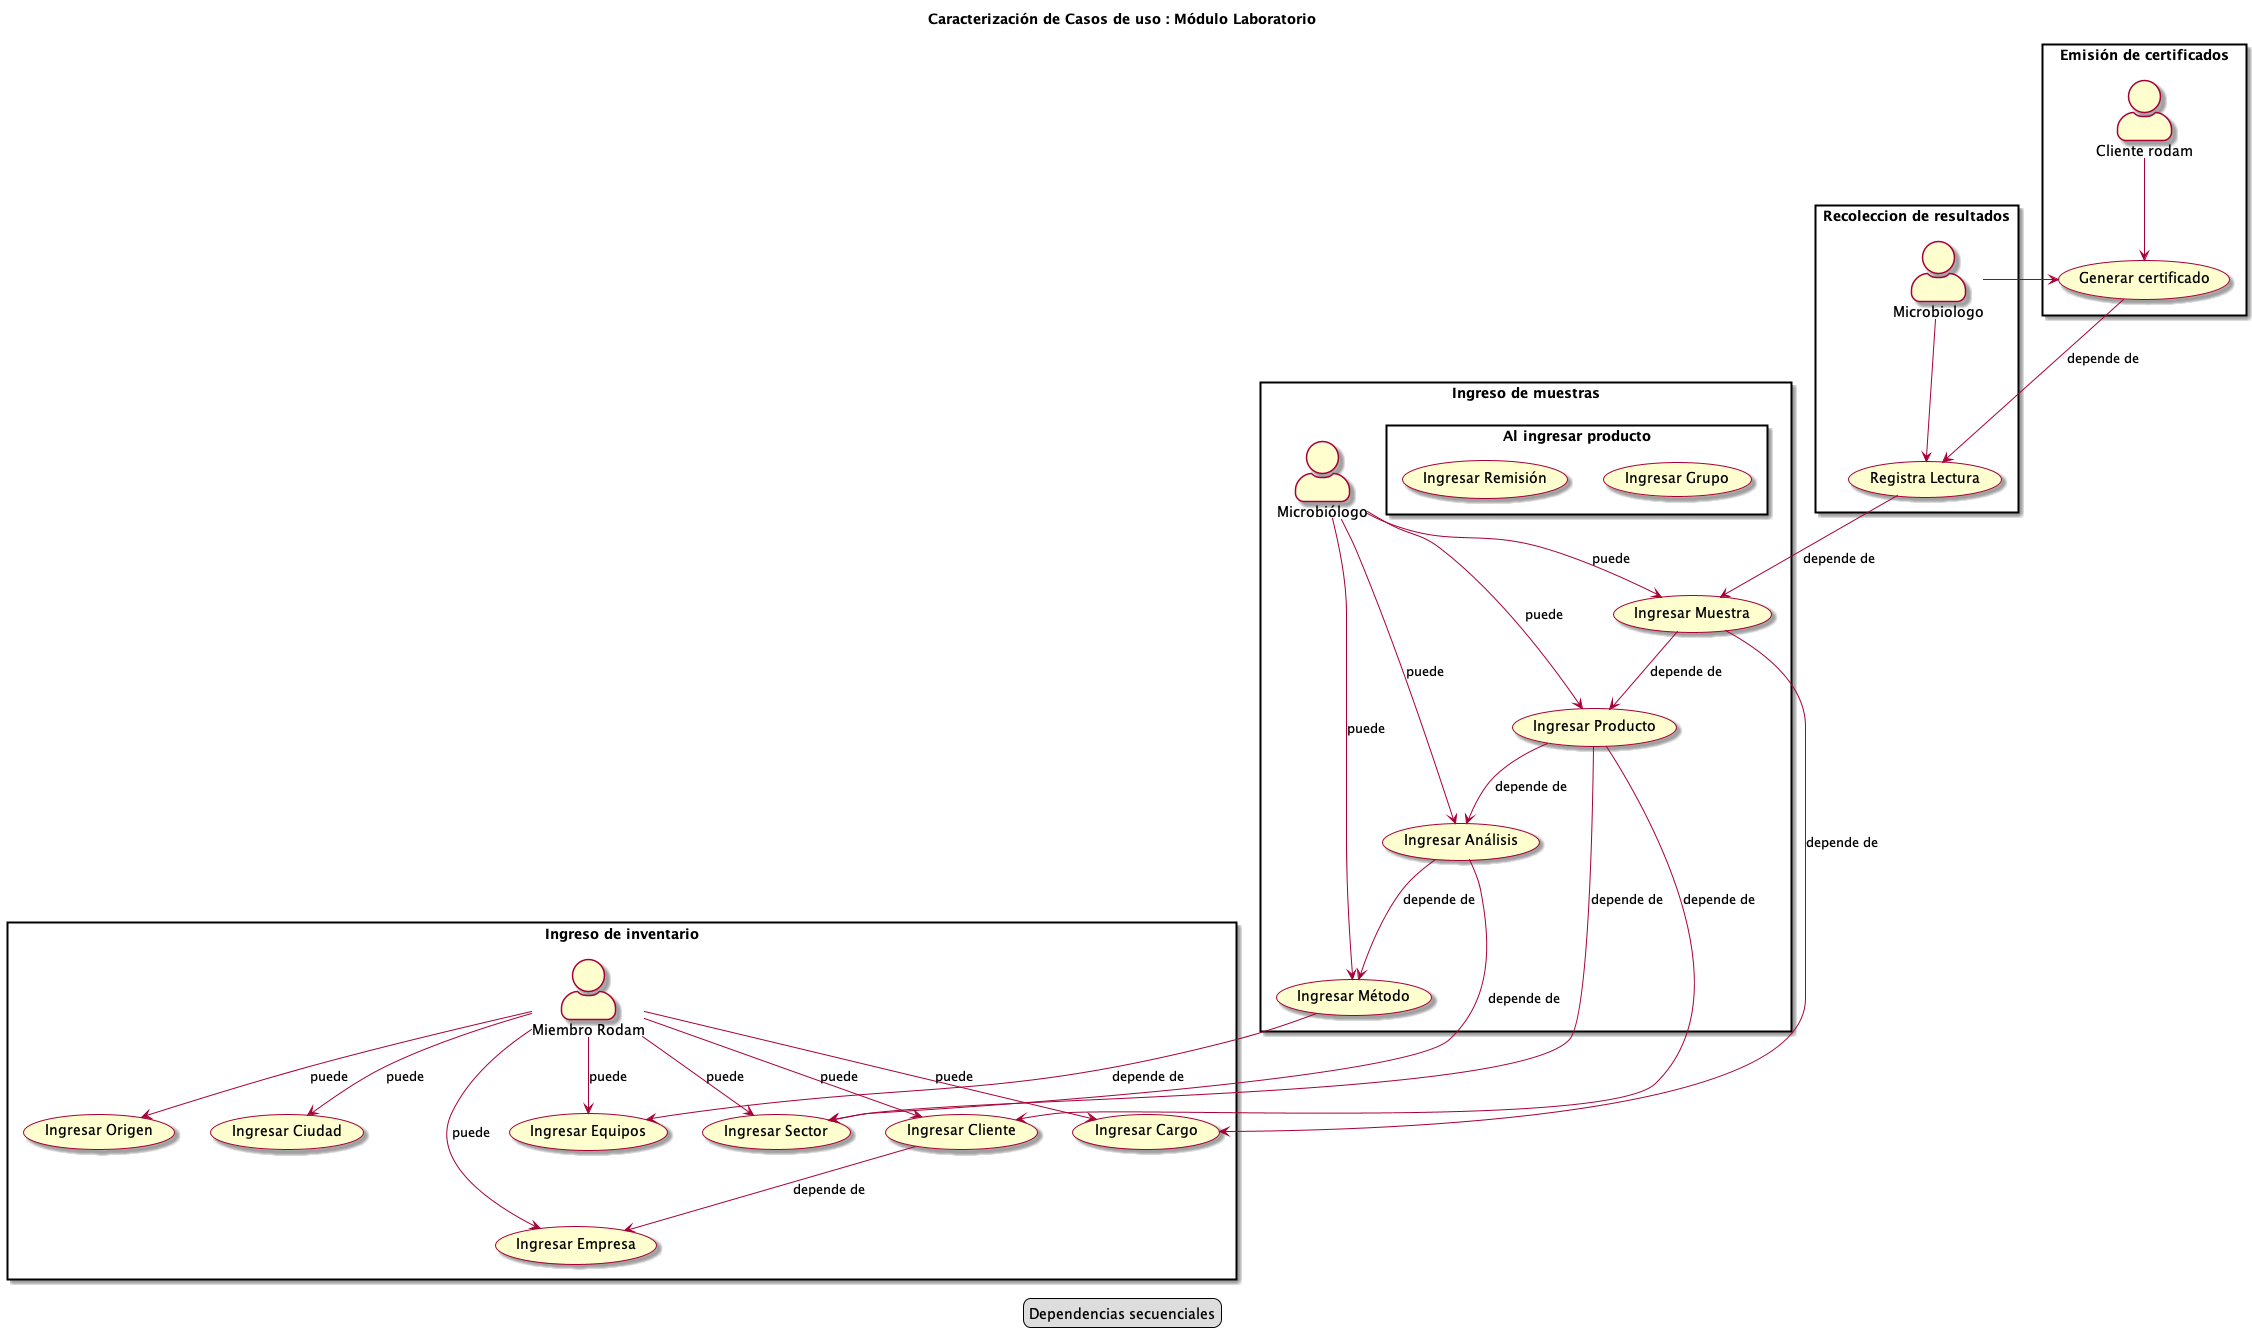 Caracterización de Casos de uso : Módulo Laboratorio
Emisión de certificados
Cliente rodam
Generar certificado
Recoleccion de resultados
Microbiologo
depende de
Registra Lectura
depende de
Ingreso de muestras
Al ingresar producto
Ingresar Remisión
Ingresar Grupo
Microbiólogo
puede
Ingresar Muestra
puede
depende de
puede
Ingresar Producto
puede
depende de
Ingresar Análisis
depende de
depende de
depende de
depende de
depende de
Ingresar Método
Ingreso de inventario
Miembro Rodam
puede
puede
puede
puede
puede
puede
depende de
puede
Ingresar Origen
Ingresar Ciudad
Ingresar Equipos
Ingresar Sector
Ingresar Cliente
Ingresar Cargo
depende de
Ingresar Empresa
Dependencias secuenciales